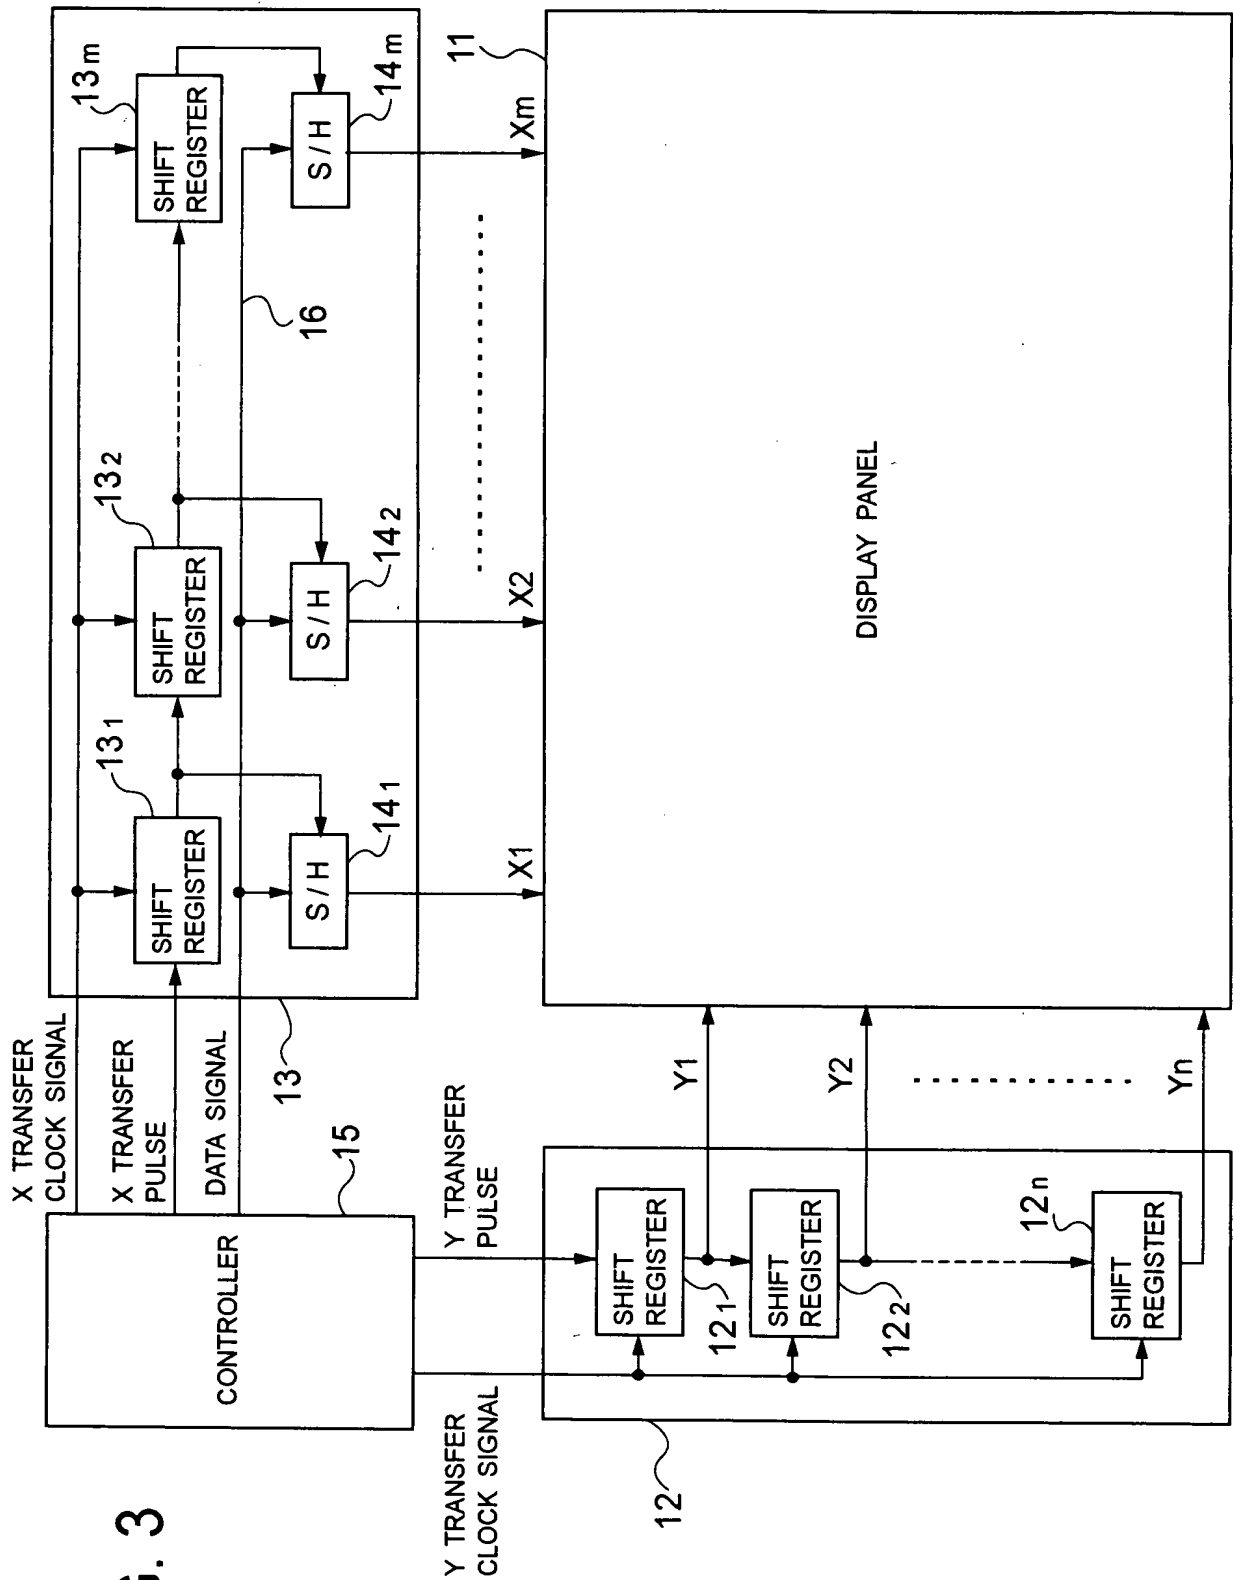 FIG. 3
X TRANSFER
CLOCK SIGNAL
X TRANSFER
PULSE
DATA SIGNAL
13
SHIFT
REGISTER
131
SHIFT
REGISTER
132
SHIFT
REGISTER
13m
16
S/H
141
S/H
142
S/H
14m
X1
X2
Xm
11
CONTROLLER
15
Y TRANSFER
PULSE
Y TRANSFER
CLOCK SIGNAL
12
SHIFT
REGISTER
121
SHIFT
REGISTER
122
SHIFT
REGISTER
12n
Y1
Y2
Yn
DISPLAY PANEL